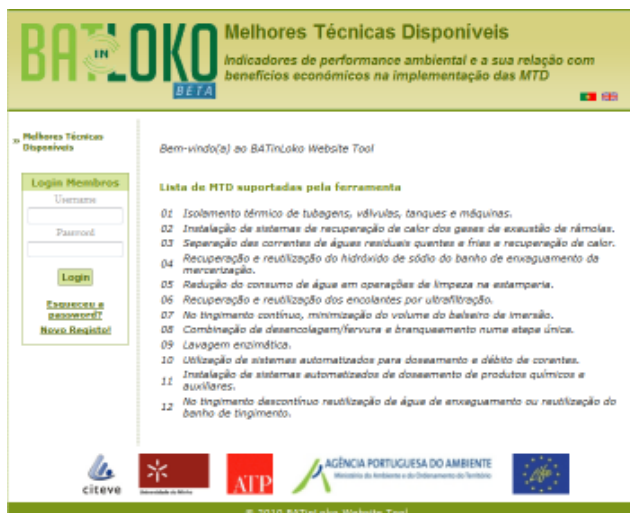 BATinLOKO
BETA
Melhores Técnicas Disponíveis
Indicadores de performance ambiental e a sua relação com
benefícios económicos na implementação das MTD
» Melhores Técnicas
Disponíveis
Login Membros
Username
Password
Login
Esqueceu a
password?
Novo Registo!
Bem-vindo(a) ao BATinLoko Website Tool
Lista de MTD suportadas pela ferramenta
01 Isolamento térmico de tubagens, válvulas, tanques e máquinas.
02 Instalação de sistemas de recuperação de calor dos gases de exaustão de râmolas.
03 Separação das correntes de águas residuais quentes e frias e recuperação de calor.
04 Recuperação e reutilização do hidróxido de sódio do banho de enxaguamento da
mercerização.
05 Redução do consumo de água em operações de limpeza na estamparia.
06 Recuperação e reutilização dos encolantes por ultrafiltração.
07 No tingimento contínuo, minimização do volume do balseiro de imersão.
08 Combinação de desencolagem/fervura e branqueamento numa etapa única.
09 Lavagem enzimática.
10 Utilização de sistemas automatizados para doseamento e débito de corantes.
11 Instalação de sistemas automatizados de doseamento de produtos químicos e
auxiliares.
12 No tingimento descontínuo reutilização de água de enxaguamento ou reutilização do
banho de tingimento.
citeve
Universidade do Minho
ATP
AGÊNCIA PORTUGUESA DO AMBIENTE
Ministério do Ambiente e do Ordenamento do Território
Life
© 2010 BATinLoko Website Tool